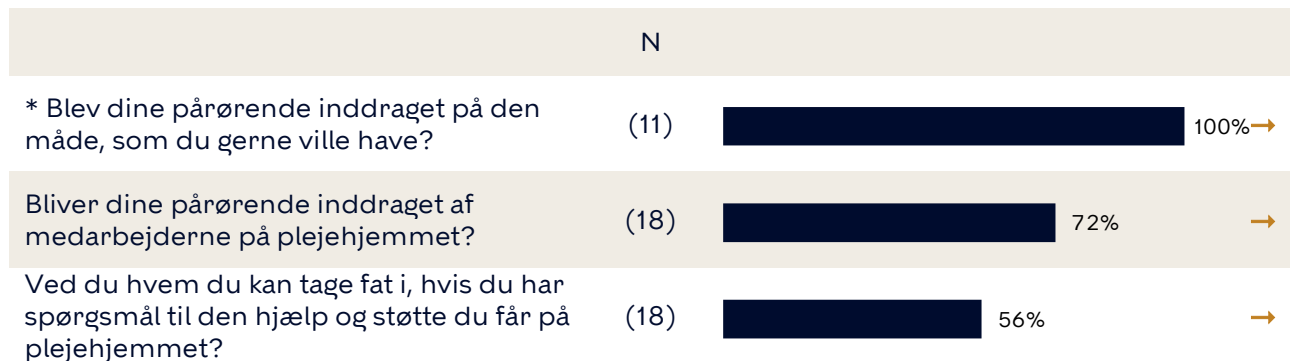 N
* Blev dine pårørende inddraget på den
måde, som du gerne ville have?
(11)
100%→
Bliver dine pårørende inddraget af
medarbejderne på plejehjemmet?
(18)
72%
→
Ved du hvem du kan tage fat i, hvis du har
spørgsmål til den hjælp og støtte du får på
plejehjemmet?
(18)
56%
→